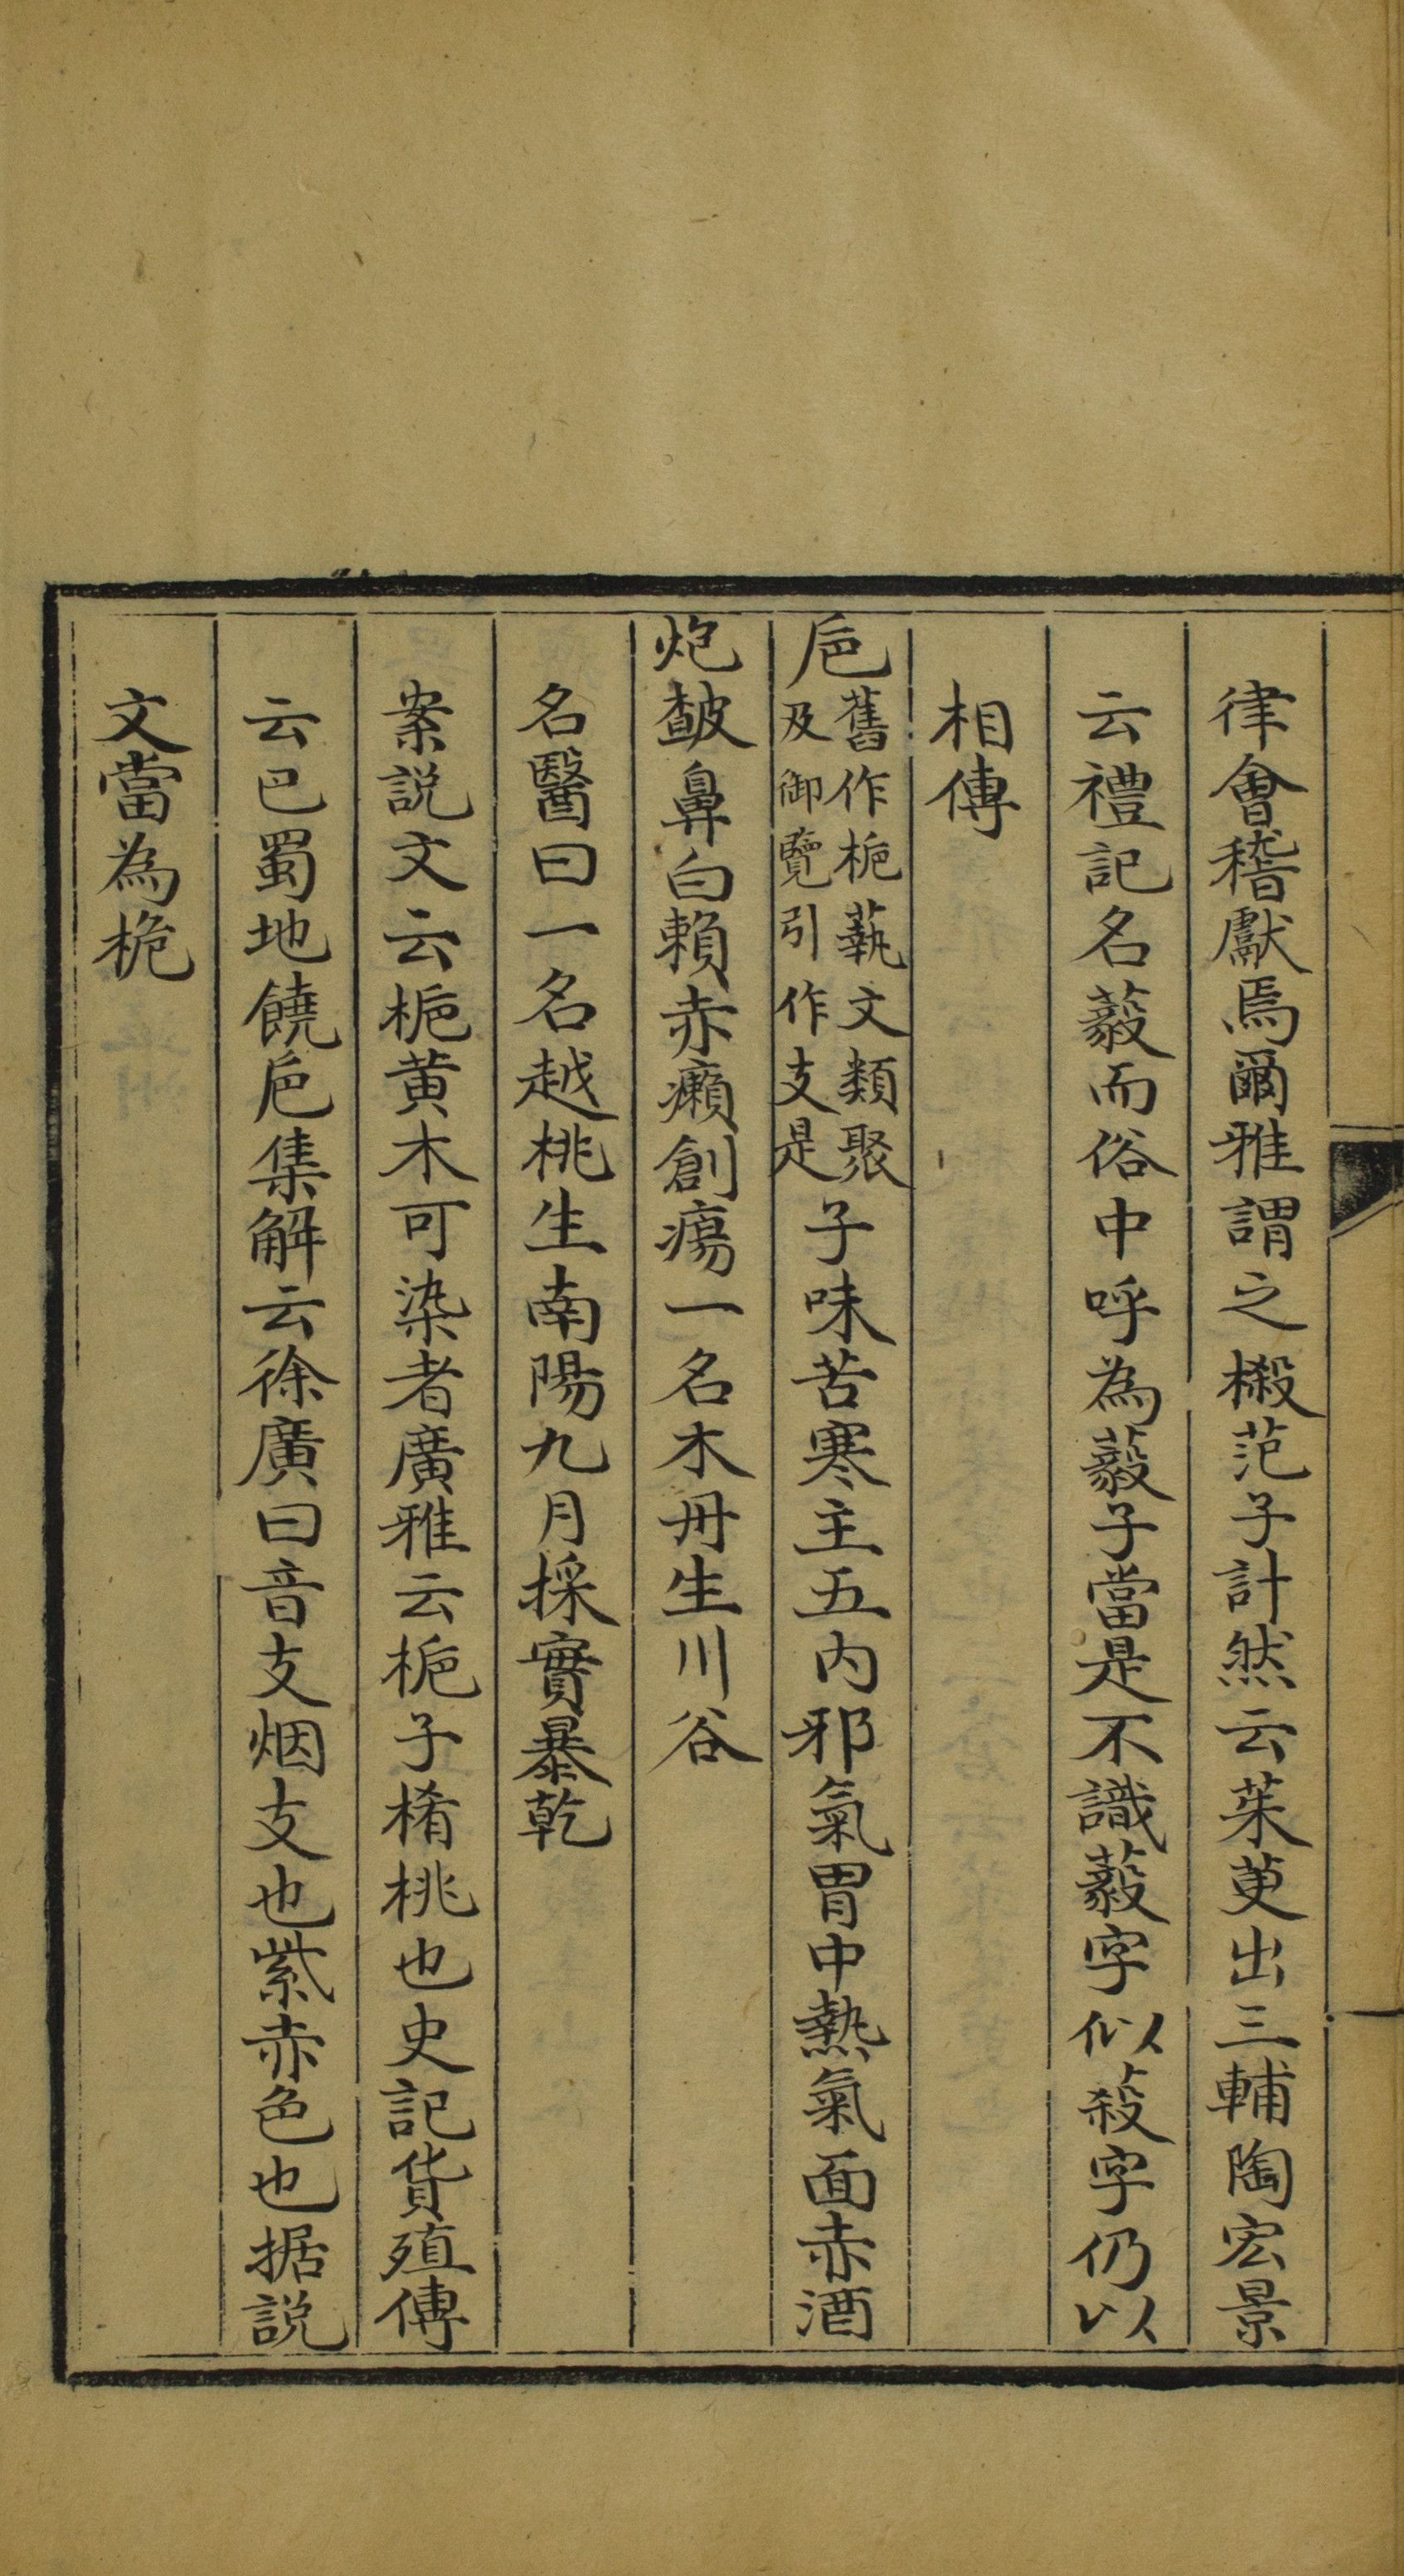 律會稽獻焉爾雅謂之樧范子計然云茱萸出三輔陶宏景
云禮記名藙而俗中呼為藙子當是不識藙字似殺字仍以
相傳
巵舊作梔藝文類聚及御覽引作支是子味苦寒主五內邪氣胃中熱氣面赤酒
炮皶鼻白賴赤癩創瘍一名木丹生川谷
名醫曰一名越桃生南陽九月採實暴乾
案説文云梔黃木可染者廣雅云梔子桸桃也史記貨殖傳
云巴蜀地饒巵集解云徐廣曰音支烟支也紫赤色也据説
文當為桅